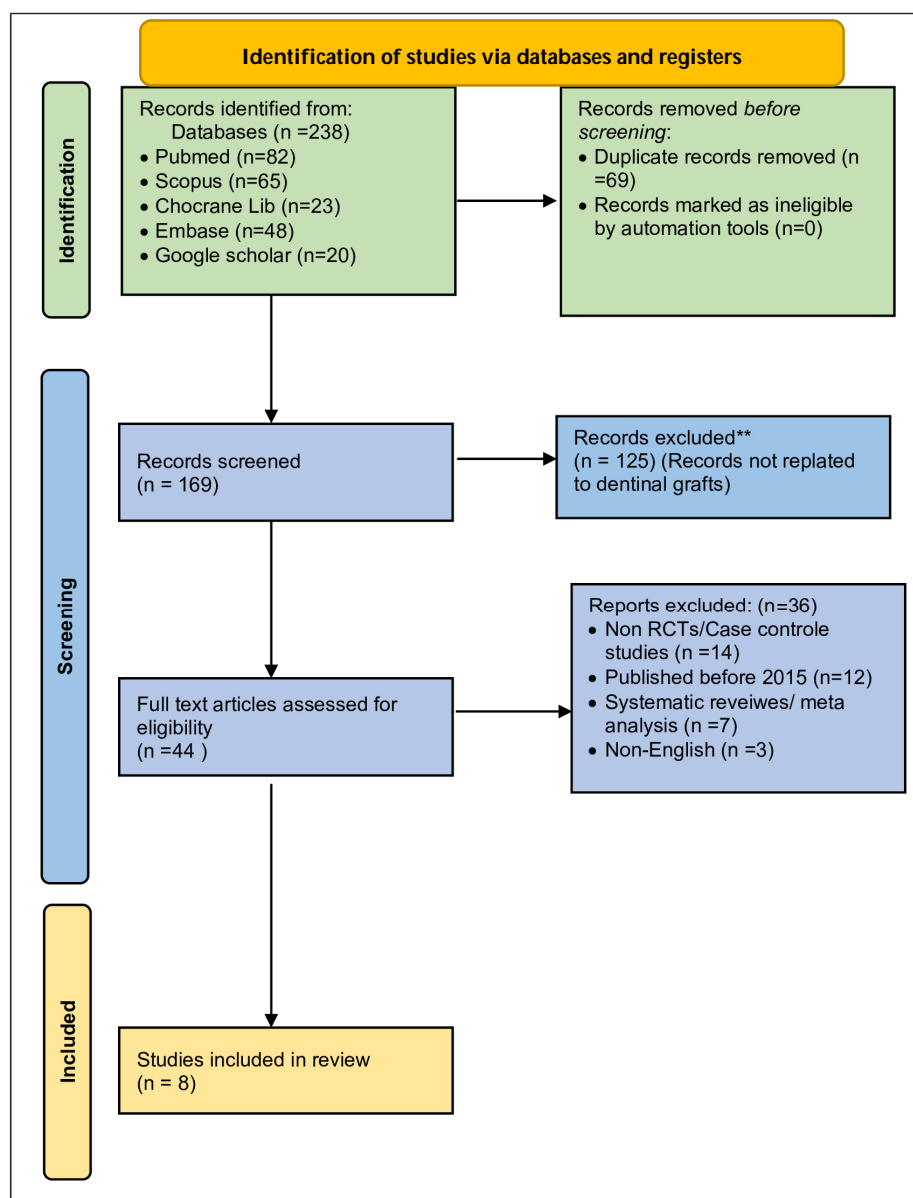 Identification of studies via databases and registers
Identification
Records identified from:
Databases (n =238)
• Pubmed (n=82)
• Scopus (n=65)
• Chocrane Lib (n=23)
• Embase (n=48)
• Google scholar (n=20)
Records removed before
screening:
• Duplicate records removed (n
=69)
• Records marked as ineligible
by automation tools (n=0)
Screening
Records screened
(n = 169)
Records excluded**
(n = 125) (Records not replated
to dentinal grafts)
Full text articles assessed for
eligibility
(n =44 )
Reports excluded: (n=36)
• Non RCTs/Case controle
studies (n =14)
• Published before 2015 (n=12)
• Systematic reveiwes/ meta
analysis (n =7)
• Non-English (n =3)
Included
Studies included in review
(n = 8)